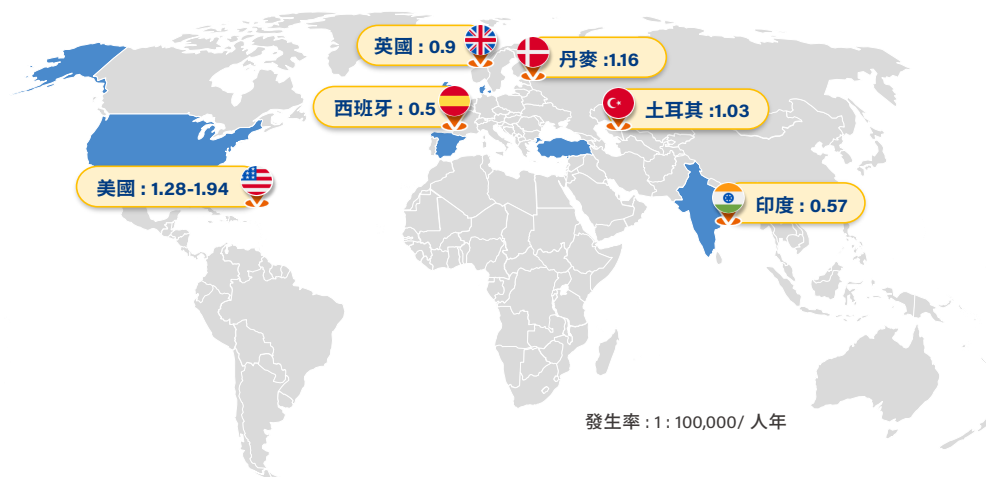 英國 : 0.9
丹麥 :1.16
西班牙 : 0.5
土耳其 :1.03
美國 : 1.28-1.94
印度 : 0.57
發生率 : 1 : 100,000/ 人年